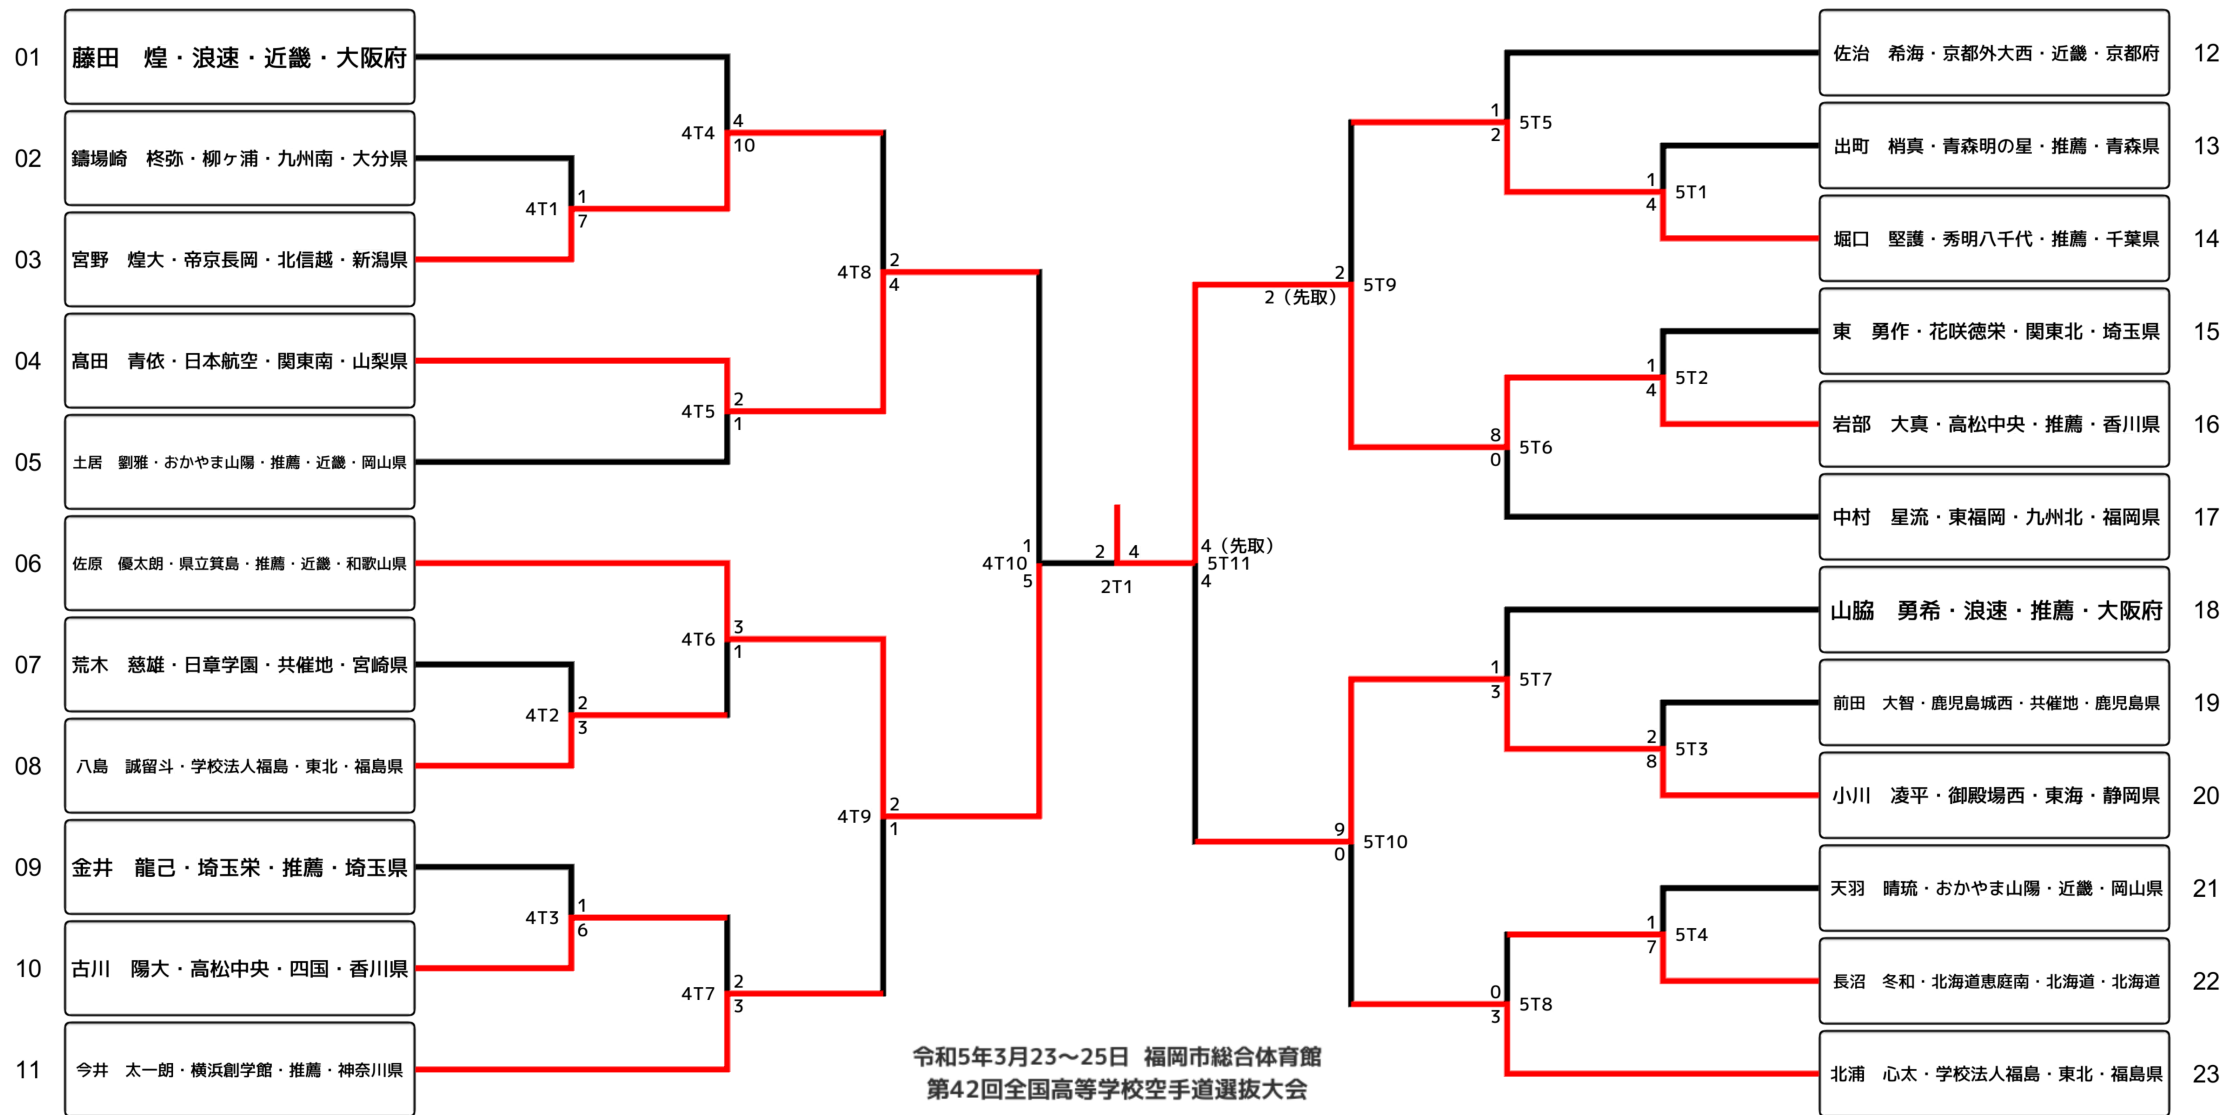 01 藤田　煌・浪速・近畿・大阪府
02 鑄場崎　柊弥・柳ヶ浦・九州南・大分県
03 宮野　煌大・帝京長岡・北信越・新潟県
04 髙田　青依・日本航空・関東南・山梨県
05 土居　劉雅・おかやま山陽・推薦・近畿・岡山県
06 佐原　優太朗・県立箕島・推薦・近畿・和歌山県
07 荒木　慈雄・日章学園・共催地・宮崎県
08 八島　誠留斗・学校法人福島・東北・福島県
09 金井　龍己・埼玉栄・推薦・埼玉県
10 古川　陽大・高松中央・四国・香川県
11 今井　太一朗・横浜創学館・推薦・神奈川県
4T1
1
7
4T2
2
3
4T3
1
6
4T4
4
10
4T5
2
1
4T6
3
1
4T7
2
3
4T8
2
4
4T9
2
1
4T10
1
5
2 4
2T1
4（先取）
5T11
4
2
2（先取）
5T9
9
0
5T10
1
2
5T5
8
0
5T6
1
3
5T7
0
3
5T8
1
4
5T1
1
4
5T2
2
8
5T3
1
7
5T4
佐治　希海・京都外大西・近畿・京都府 12
出町　梢真・青森明の星・推薦・青森県 13
堀口　堅護・秀明八千代・推薦・千葉県 14
東　勇作・花咲徳栄・関東北・埼玉県 15
岩部　大真・高松中央・推薦・香川県 16
中村　星流・東福岡・九州北・福岡県 17
山脇　勇希・浪速・推薦・大阪府 18
前田　大智・鹿児島城西・共催地・鹿児島県 19
小川　凌平・御殿場西・東海・静岡県 20
天羽　晴琉・おかやま山陽・近畿・岡山県 21
長沼　冬和・北海道恵庭南・北海道・北海道 22
北浦　心太・学校法人福島・東北・福島県 23
令和5年3月23～25日 福岡市総合体育館
第42回全国高等学校空手道選抜大会